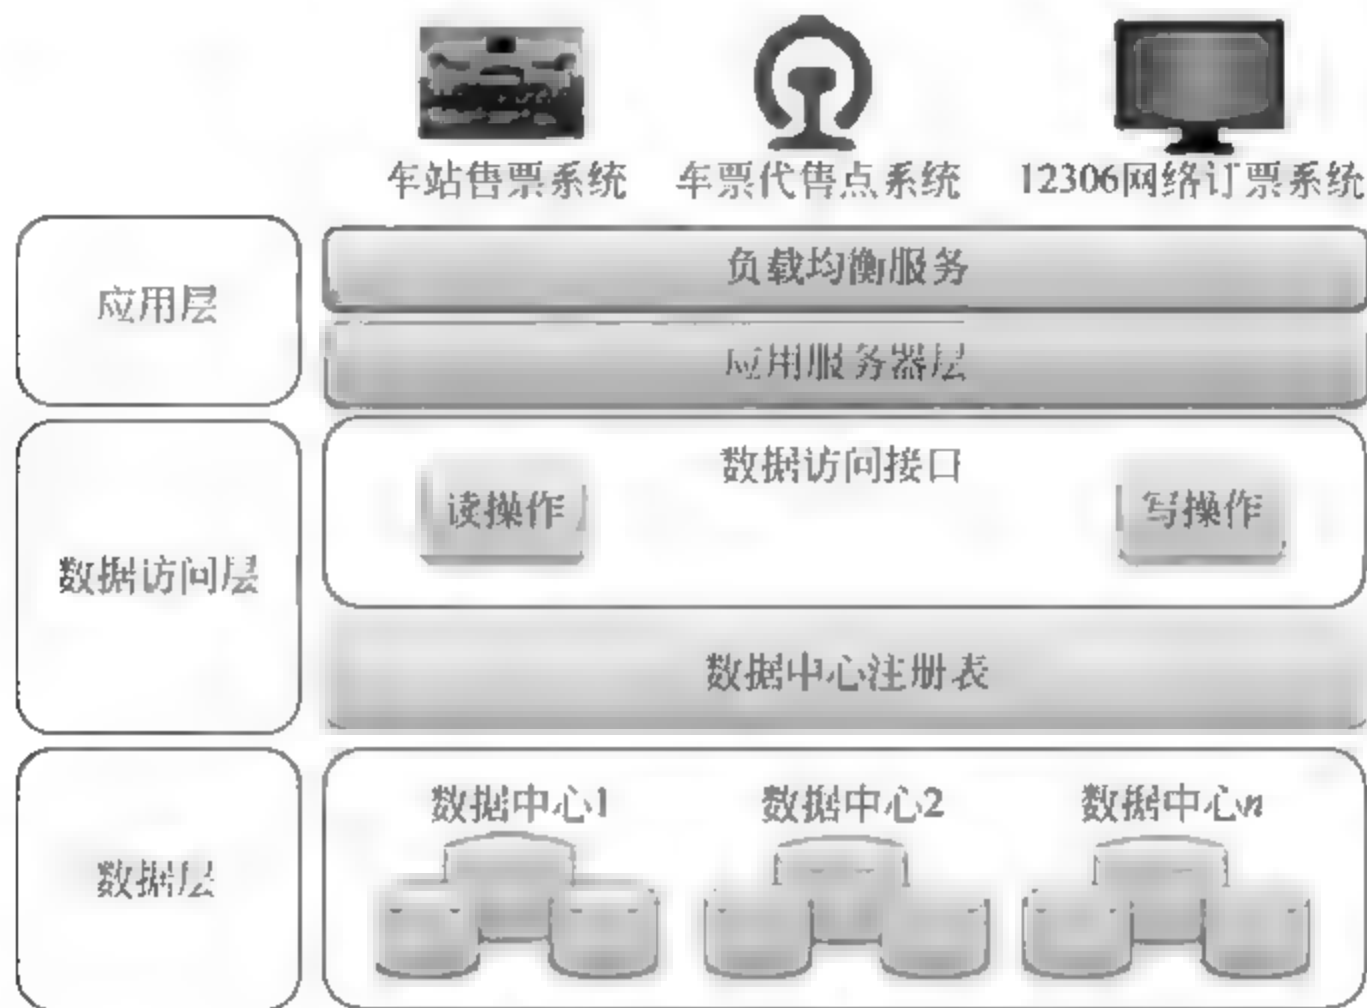 车站售票系统
车票代售点系统
12306网络订票系统
应用层
负载均衡服务
应用服务器层
数据访问层
数据访问接口
读操作
写操作
数据中心注册表
数据层
数据中心1
数据中心2
数据中心n